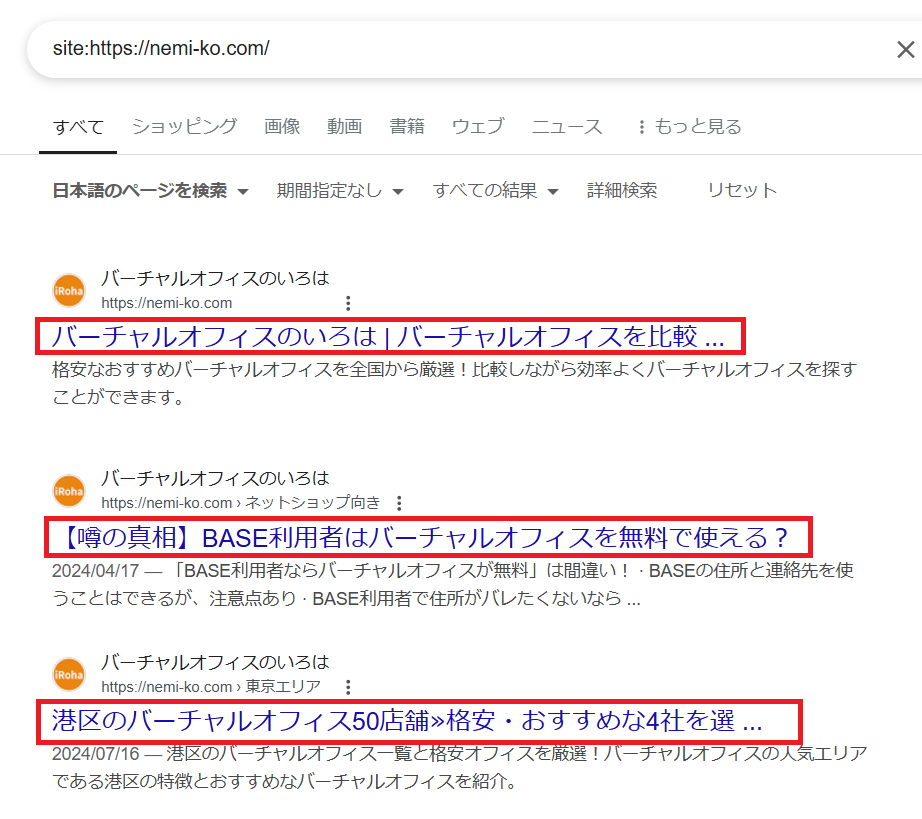 site:https://nemi-ko.com/
すべて ショッピング 画像 動画 書籍 ウェブ ニュース もっと見る
日本語のページを検索 期間指定なし すべての結果 詳細検索 リセット
iRoha
バーチャルオフィスのいろは
https://nemi-ko.com
バーチャルオフィスのいろは | バーチャルオフィスを比較 ...
格安なおすすめバーチャルオフィスを全国から厳選！比較しながら効率よくバーチャルオフィスを探す
ことができます。
iRoha
バーチャルオフィスのいろは
https://nemi-ko.com › ネットショップ向き
【噂の真相】BASE利用者はバーチャルオフィスを無料で使える？
2024/04/17 — 「BASE利用者ならバーチャルオフィスが無料」は間違い！ · BASEの住所と連絡先を使
うことはできるが、注意点あり · BASE利用者で住所がバレたくないなら ...
iRoha
バーチャルオフィスのいろは
https://nemi-ko.com › 東京エリア
港区のバーチャルオフィス50店舗»格安・おすすめな4社を選 ...
2024/07/16 — 港区のバーチャルオフィス一覧と格安オフィスを厳選！バーチャルオフィスの人気エリア
である港区の特徴とおすすめなバーチャルオフィスを紹介。